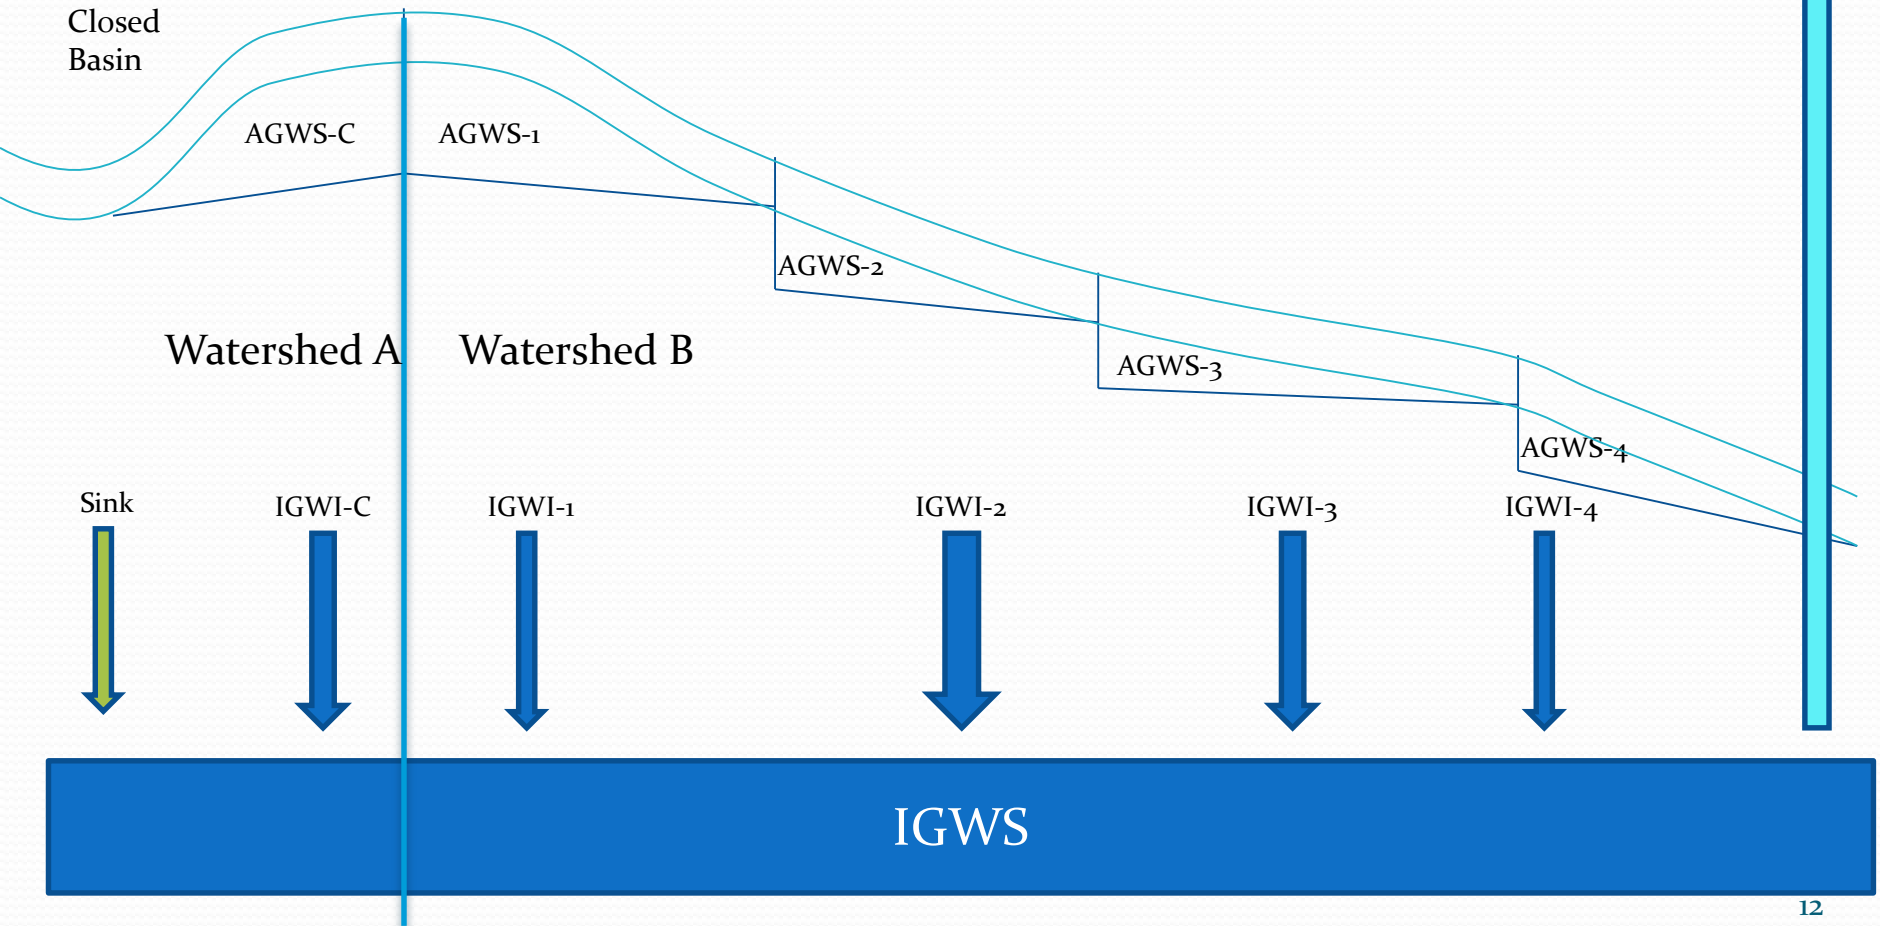 Closed
Basin
AGWS-C
AGWS-1
AGWS-2
Watershed A
Watershed B
AGWS-3
AGWS-4
Sink
IGWI-C
IGWI-1
IGWI-2
IGWI-3
IGWI-4
IGWS
12